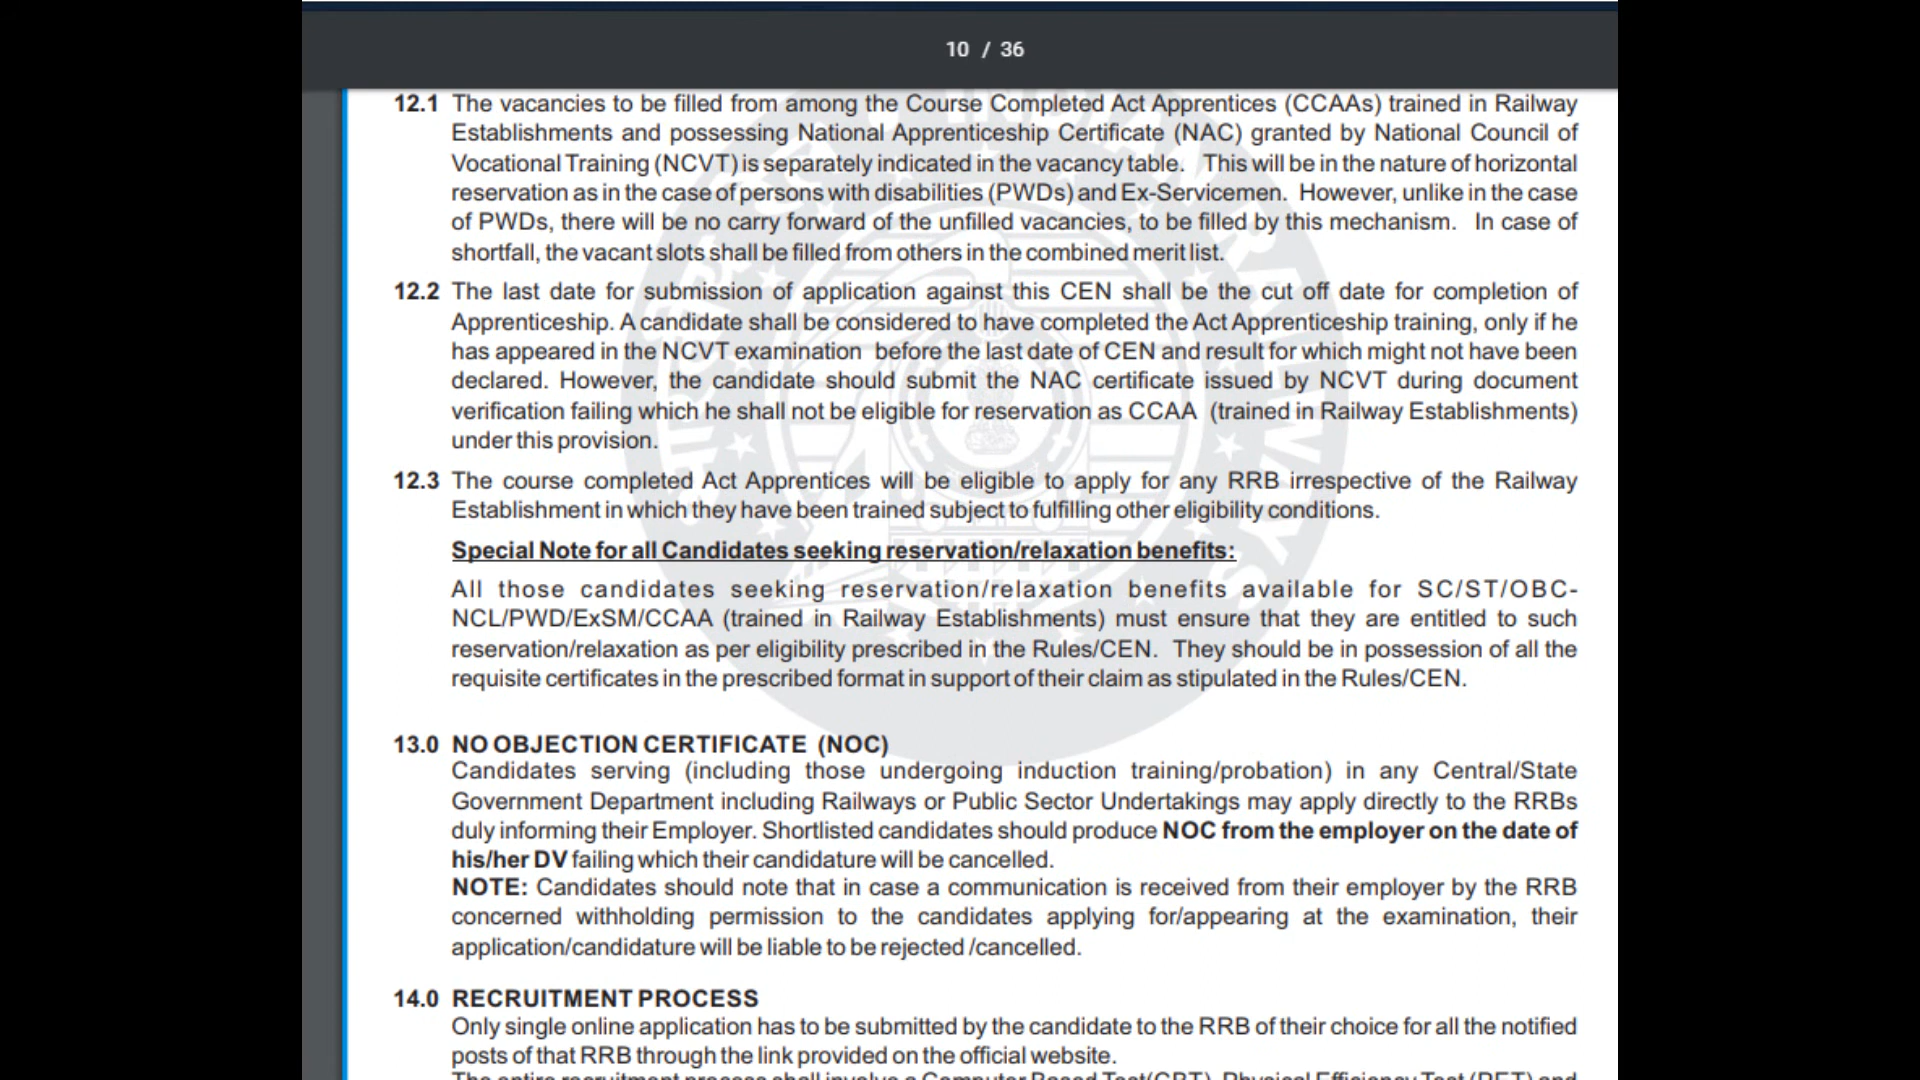 10 / 36
12.1 The vacancies to be filled from among the Course Completed Act Apprentices (CCAAs) trained in Railway
Establishments and possessing National Apprenticeship Certificate (NAC) granted by National Council of
Vocational Training (NCVT) is separately indicated in the vacancy table. This will be in the nature of horizontal
reservation as in the case of persons with disabilities (PWDs) and Ex-Servicemen. However, unlike in the case
of PWDs, there will be no carry forward of the unfilled vacancies, to be filled by this mechanism. In case of
shortfall, the vacant slots shall be filled from others in the combined merit list.
12.2 The last date for submission of application against this CEN shall be the cut off date for completion of
Apprenticeship. A candidate shall be considered to have completed the Act Apprenticeship training, only if he
has appeared in the NCVT examination before the last date of CEN and result for which might not have been
declared. However, the candidate should submit the NAC certificate issued by NCVT during document
verification failing which he shall not be eligible for reservation as CCAA (trained in Railway Establishments)
under this provision.
12.3 The course completed Act Apprentices will be eligible to apply for any RRB irrespective of the Railway
Establishment in which they have been trained subject to fulfilling other eligibility conditions.
Special Note for all Candidates seeking reservation/relaxation benefits:
All those candidates seeking reservation/relaxation benefits available for SC/ST/OBC-
NCL/PWD/ExSM/CCAA (trained in Railway Establishments) must ensure that they are entitled to such
reservation/relaxation as per eligibility prescribed in the Rules/CEN. They should be in possession of all the
requisite certificates in the prescribed format in support of their claim as stipulated in the Rules/CEN.
13.0 NO OBJECTION CERTIFICATE (NOC)
Candidates serving (including those undergoing induction training/probation) in any Central/State
Government Department including Railways or Public Sector Undertakings may apply directly to the RRBs
duly informing their Employer. Shortlisted candidates should produce NOC from the employer on the date of
his/her DV failing which their candidature will be cancelled.
NOTE: Candidates should note that in case a communication is received from their employer by the RRB
concerned withholding permission to the candidates applying for/appearing at the examination, their
application/candidature will be liable to be rejected /cancelled.
14.0 RECRUITMENT PROCESS
Only single online application has to be submitted by the candidate to the RRB of their choice for all the notified
posts of that RRB through the link provided on the official website.
The entire recruitment process shall involve a Computer Based Test(CBT), Physical Efficiency Test (PET) and